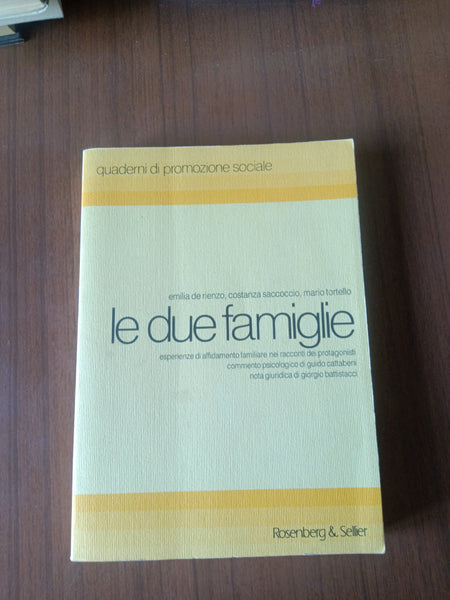 quaderni di promozione sociale
emilia de rienzo, costanza saccoccio, mario tortello
le due famiglie
esperienze di affidamento familiare nei racconti dei protagonisti
commento psicologico di guido cattabeni
nota giuridica di giorgio battistacci
Rosenberg & Sellier